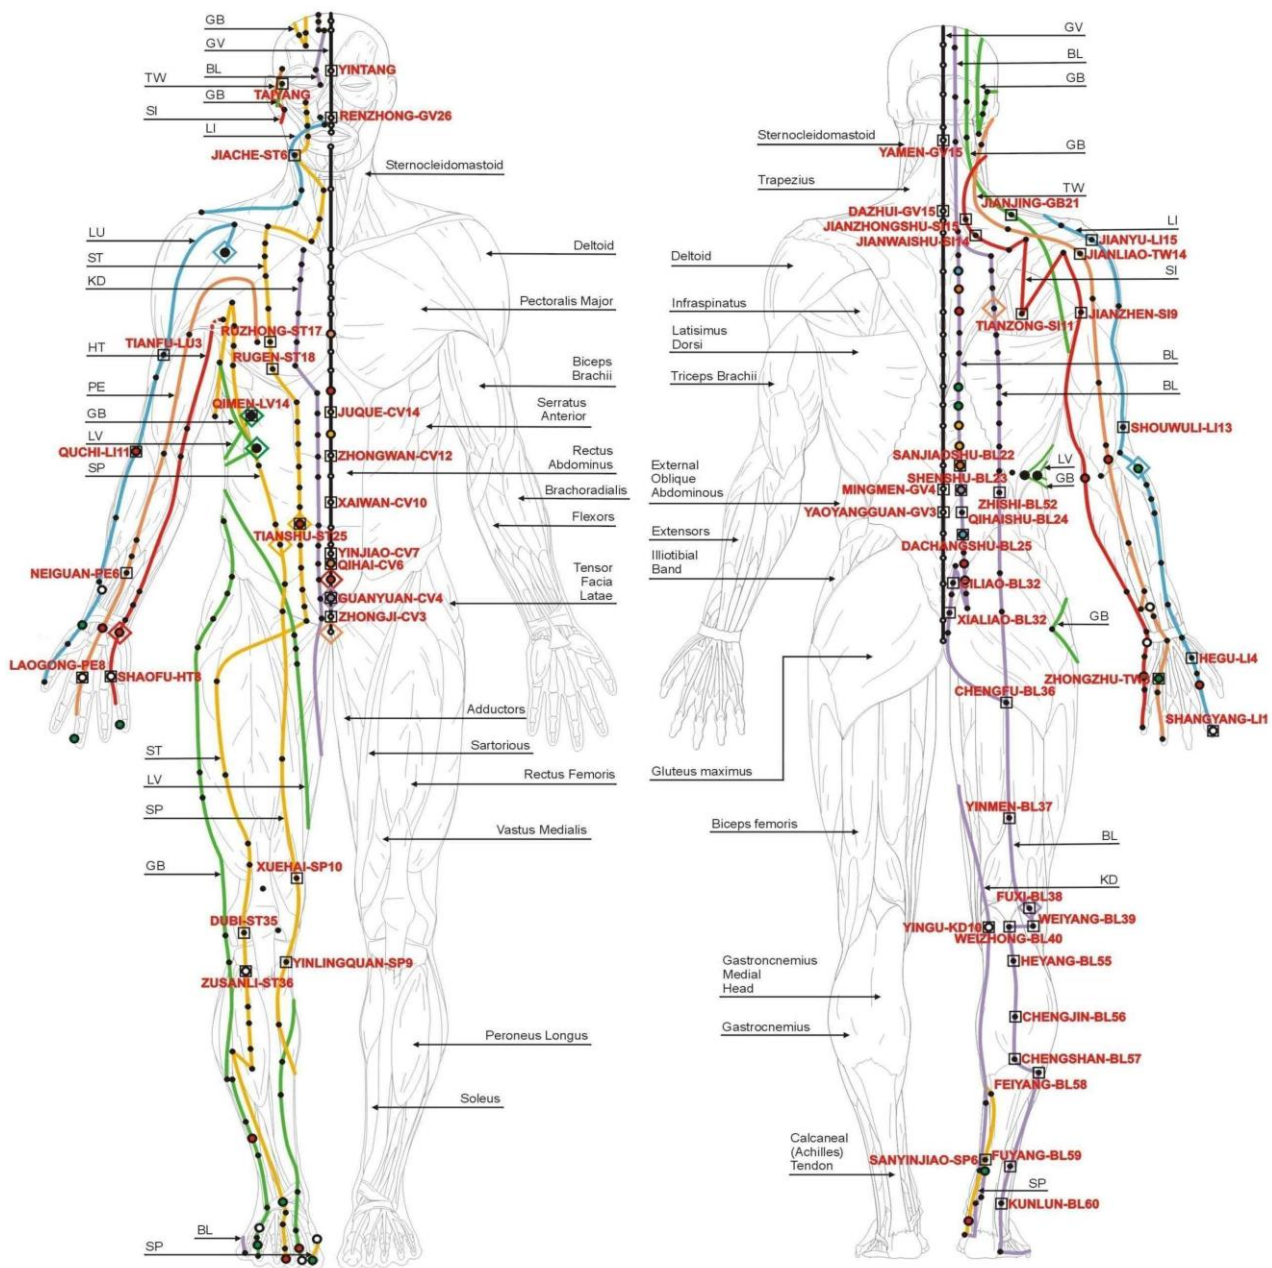 GB
GV
BL
TW
GB
SI
LI
YINTANG
TAIYANG
RENZHONG-GV26
JIACHE-ST6
Sternocleidomastoid
LU
ST
KD
Deltoid
Pectoralis Major
RUZHONG-ST17
TIANFU-LU3
RUGEN-ST18
HT
PE
GB
LV
SP
Biceps
Brachii
Serratus
Anterior
QIMEN-LV14
JUQUE-CV14
QUCHI-LI11
ZHONGWAN-CV12
Rectus
Abdominus
Brachoradialis
XAIWAN-CV10
Flexors
TIANSHU-ST25
YINJIAO-CV7
QIHAI-CV6
NEIGUAN-PE6
Tensor
Facia
Latae
GUANYUAN-CV4
ZHONGJI-CV3
LAOGONG-PE8
SHAOFU-HT8
Adductors
Sartorious
Rectus Femoris
Vastus Medialis
ST
LV
SP
GB
XUEHAI-SP10
DUBI-ST35
YINLINGQUAN-SP9
ZUSANLI-ST36
Peroneus Longus
Soleus
BL
SP
GV
BL
GB
Sternocleidomastoid
YAMEN-GV15
GB
Trapezius
TW
DAZHUI-GV15
JIANJING-GB21
JIANZHONGSHU-SI15
LI
JIANWAISHU-SI14
JIANYU-LI15
JIANLIAO-TW14
Deltoid
SI
Infraspinatus
TIANZONG-SI11
JIANZHEN-SI9
Latisimus
Dorsi
BL
Triceps Brachii
BL
SHOUWULI-LI13
SANJIAOSHU-BL22
LV
External
Oblique
Abdominous
SHENSHU-BL23
GB
MINGMEN-GV4
ZHISHI-BL52
YAOYANGGUAN-GV3
QIHAISHU-BL24
Extensors
DACHANGSHU-BL25
Illiotibial
Band
CILIAO-BL32
XIALIAO-BL32
GB
HEGU-LI4
ZHONGZHU-TW3
CHENGFU-BL36
SHANGYANG-LI1
Gluteus maximus
YINMEN-BL37
Biceps femoris
BL
KD
FUXI-BL38
WEIYANG-BL39
YINGU-KD10
WEIZHONG-BL40
Gastroncnemius
Medial
Head
HEYANG-BL55
CHENGJIN-BL56
Gastrocnemius
CHENGSHAN-BL57
FEIYANG-BL58
Calcaneal
(Achilles)
Tendon
SANYINJIAO-SP6
FUYANG-BL59
SP
KUNLUN-BL60